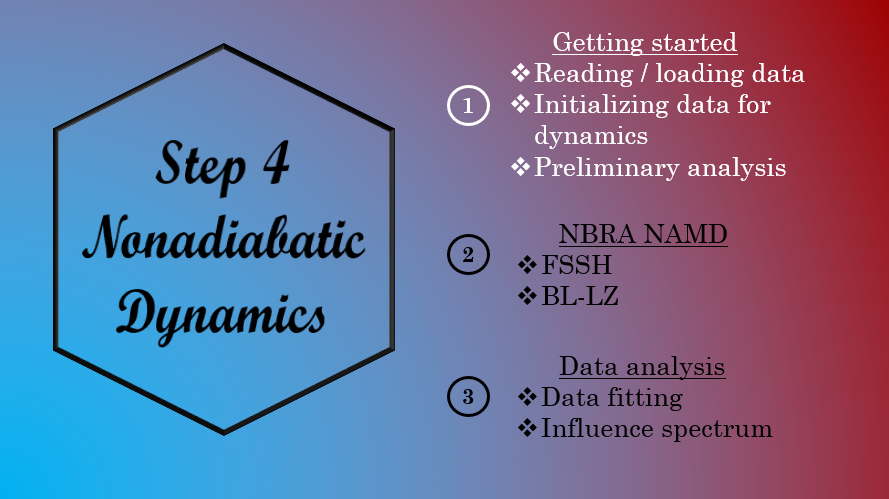 Step 4
Nonadiabatic
Dynamics
1
Getting started
❖Reading / loading data
❖Initializing data for
dynamics
❖Preliminary analysis
2
NBRA NAMD
❖FSSH
❖BL-LZ
3
Data analysis
❖Data fitting
❖Influence spectrum